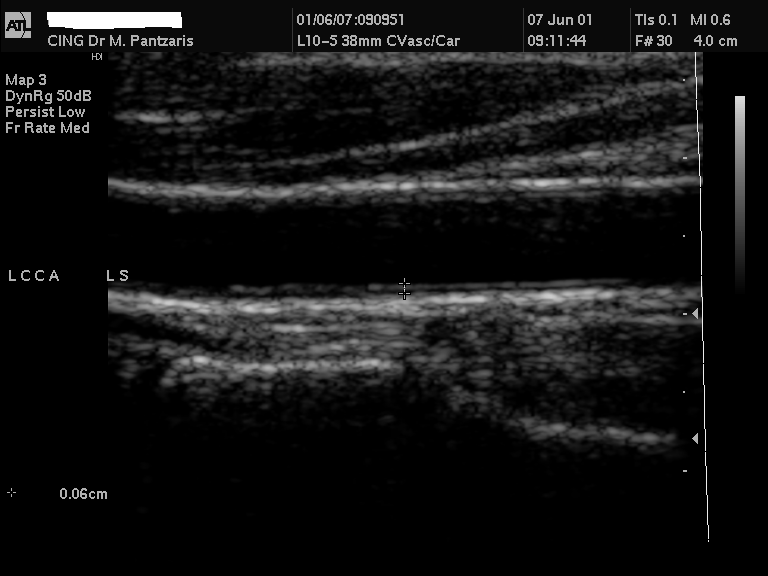 ATL
CING Dr M. Pantzaris
01/06/07:090951
L10-5 38mm CVasc/Car
07 Jun 01
09:11:44
TIs 0.1 MI 0.6
F# 30 4.0 cm
HDI
Map 3
DynRg 50dB
Persist Low
Fr Rate Med
LCCA LS
0.06cm